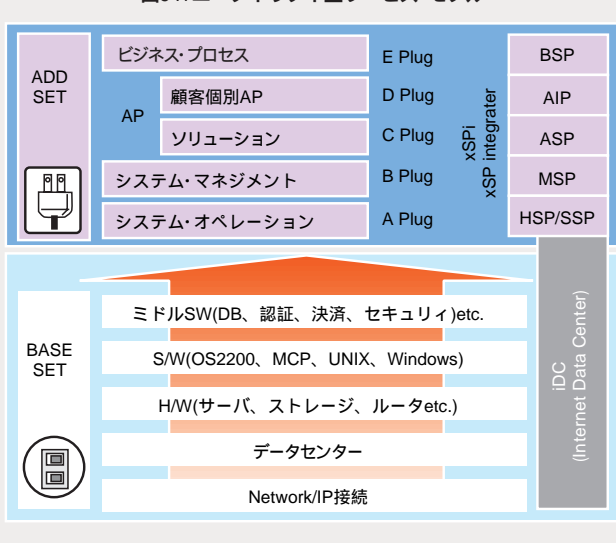 ADD
SET
ビジネス・プロセス
E Plug
BSP
AP
顧客個別AP
D Plug
AIP
ソリューション
C Plug
ASP
システム・マネジメント
B Plug
MSP
システム・オペレーション
A Plug
HSP/SSP
xSPi
xSP integrater
BASE
SET
ミドルSW(DB、認証、決済、セキュリィ)etc.
S/W(OS2200、MCP、UNIX、Windows)
H/W(サーバ、ストレージ、ルータetc.)
データセンター
Network/IP接続
iDC
(Internet Data Center)